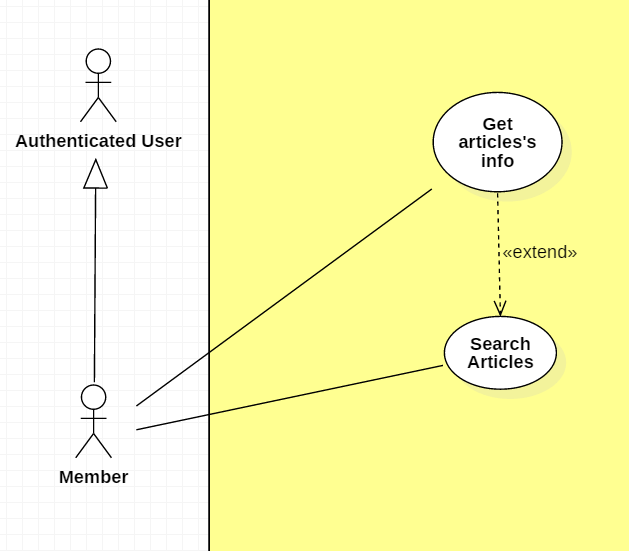 Authenticated User
Get
articles's
info
«extend»
Search
Articles
Member